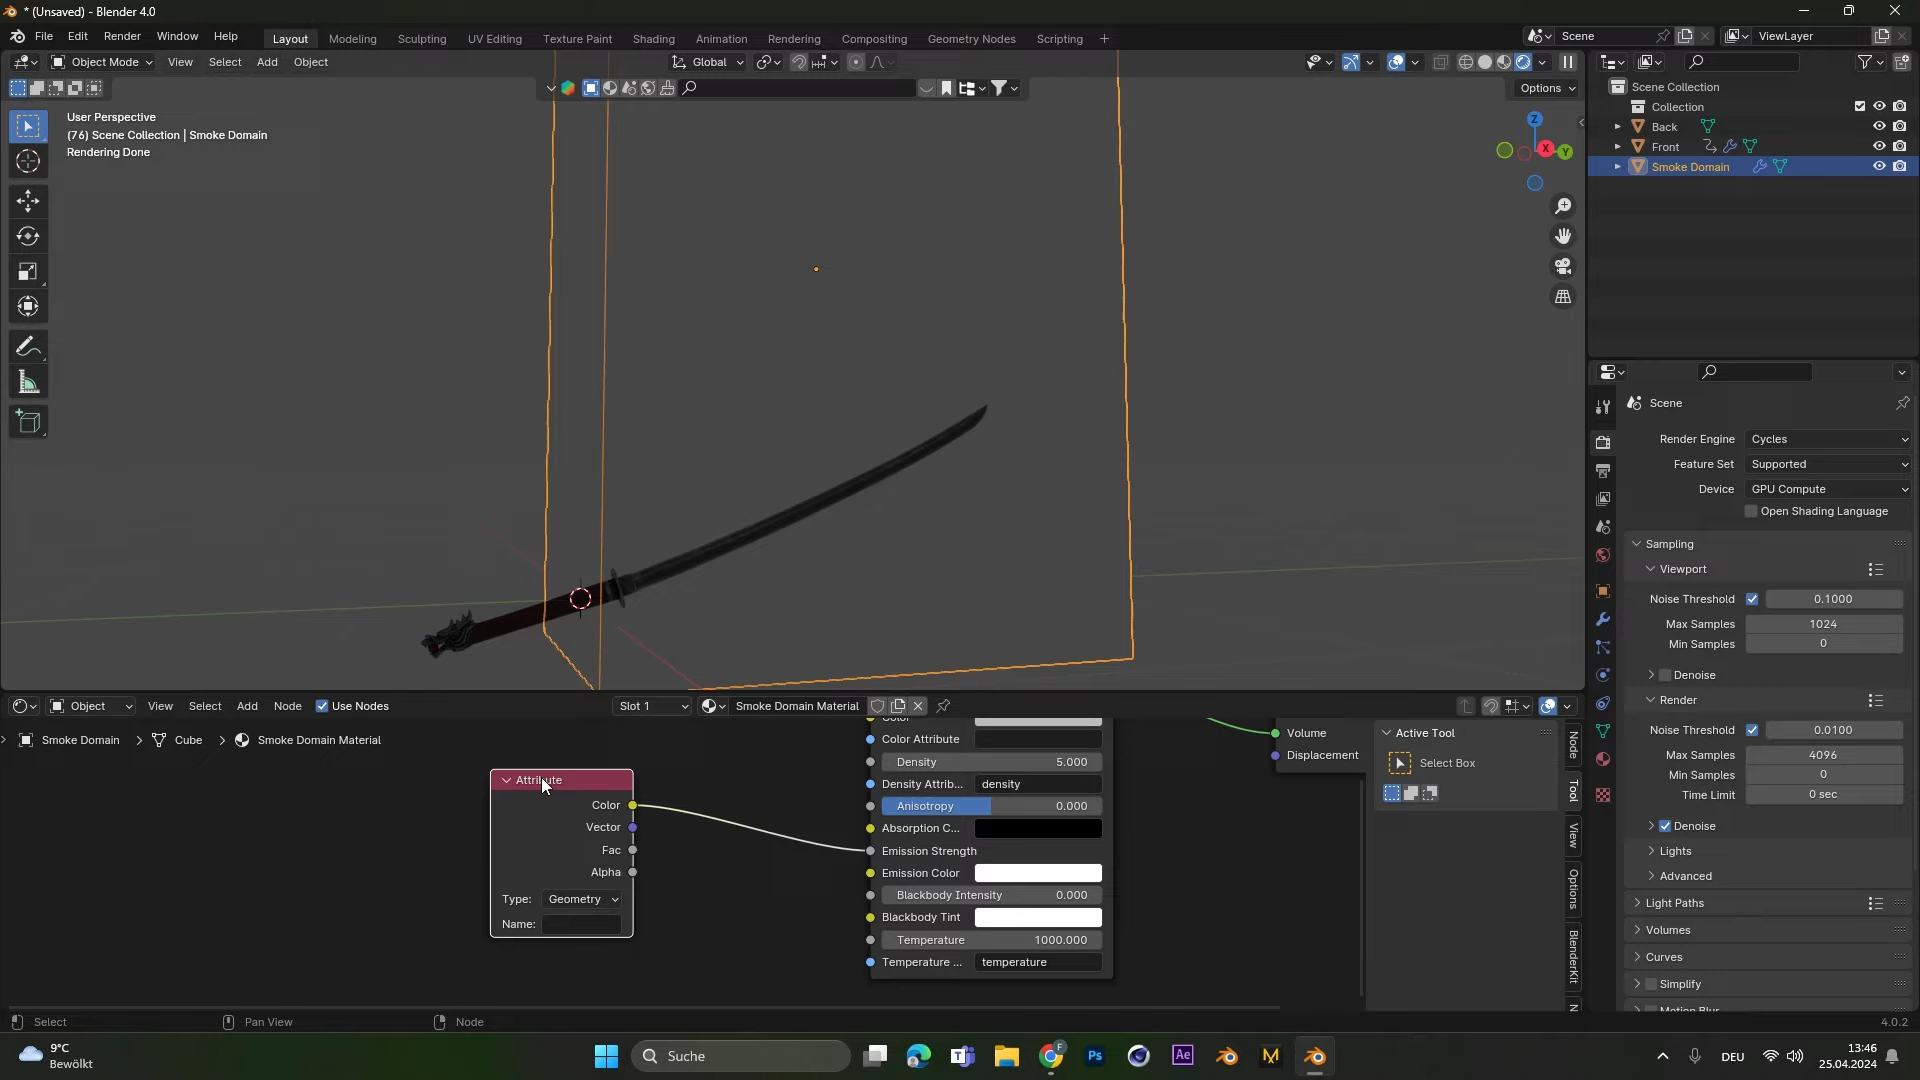 * (Unsaved) - Blender 4.0
File Edit Render Window Help
Layout Modeling Sculpting UV Editing Texture Paint Shading Animation Rendering Compositing Geometry Nodes Scripting +
Scene
ViewLayer
Object Mode View Select Add Object
Global
Options
User Perspective
(76) Scene Collection | Smoke Domain
Rendering Done
Z
X
Y
Scene Collection
Collection
Back
Front
Smoke Domain
Scene
Render Engine Cycles
Feature Set Supported
Device GPU Compute
Open Shading Language
Sampling
Viewport
Noise Threshold 0.1000
Max Samples 1024
Min Samples 0
Denoise
Render
Noise Threshold 0.0100
Max Samples 4096
Min Samples 0
Time Limit 0 sec
Denoise
Lights
Advanced
Light Paths
Volumes
Curves
Simplify
Motion Blur
Object View Select Add Node Use Nodes Slot 1 Smoke Domain Material
Smoke Domain Cube Smoke Domain Material
Attribute
Color
Vector
Fac
Alpha
Type: Geometry
Name:
Color
Color Attribute
Density 5.000
Density Attrib... density
Anisotropy 0.000
Absorption C...
Emission Strength
Emission Color
Blackbody Intensity 0.000
Blackbody Tint
Temperature 1000.000
Temperature ... temperature
Volume
Displacement
Active Tool
Select Box
Node
Tool
View
Options
BlenderKit
N
Select Pan View Node
4.0.2
9°C
Bewölkt
Suche
Ps
Ae
M
DEU
13:46
25.04.2024